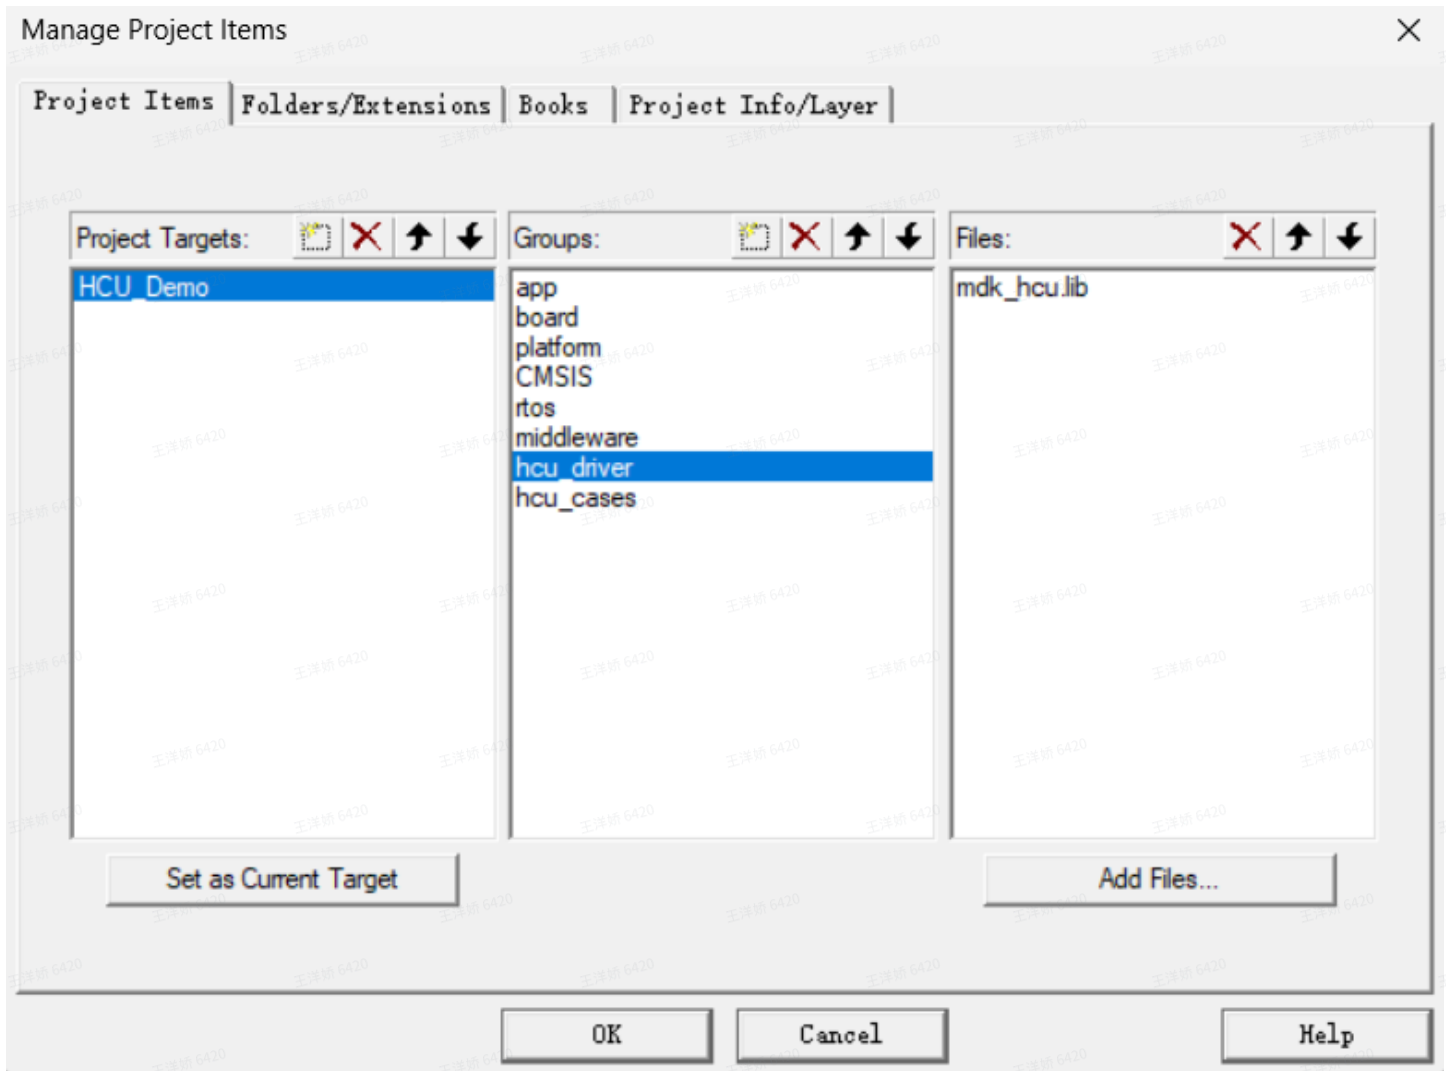 Manage Project Items
Project Items
Folders/Extensions
Books
Project Info/Layer
Project Targets:
Groups:
Files:
HCU_Demo
app
board
platform
CMSIS
rtos
middleware
hcu_driver
hcu_cases
mdk_hcu.lib
Set as Current Target
Add Files...
OK
Cancel
Help